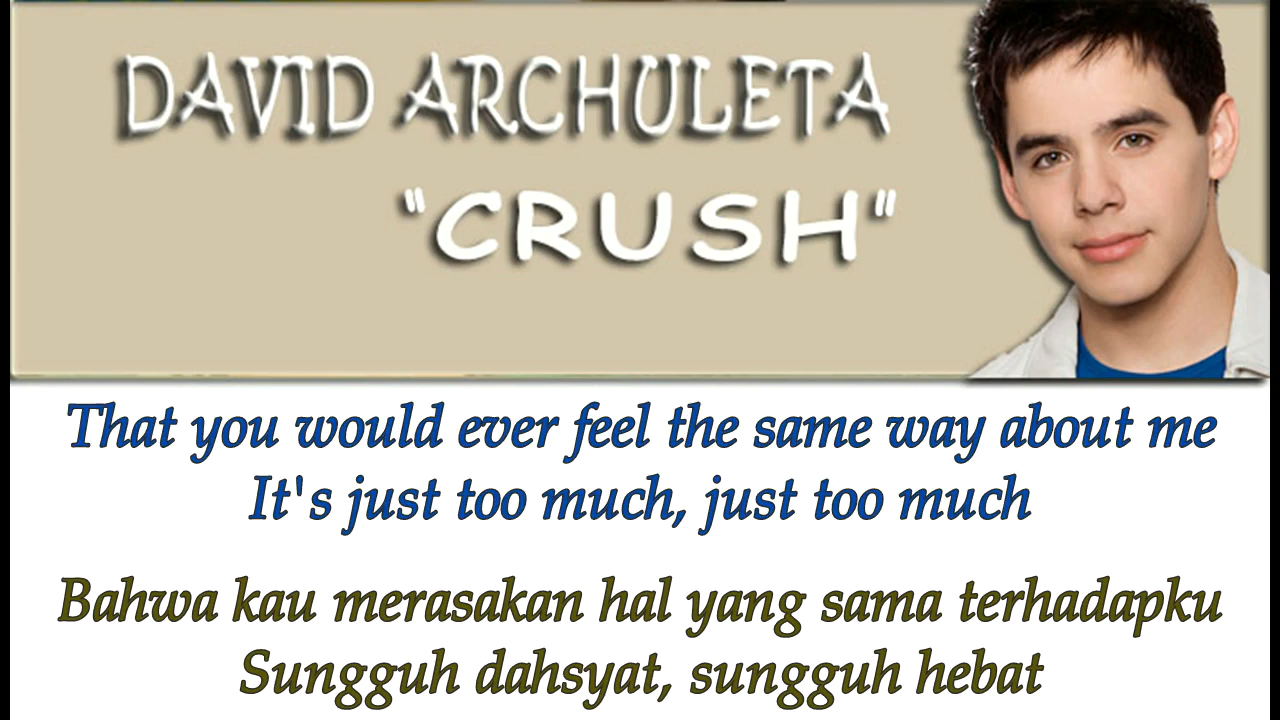 DAVID ARCHULETA
"CRUSH"
That you would ever feel the same way about me
It's just too much, just too much
Bahwa kau merasakan hal yang sama terhadapku
Sungguh dahsyat, sungguh hebat